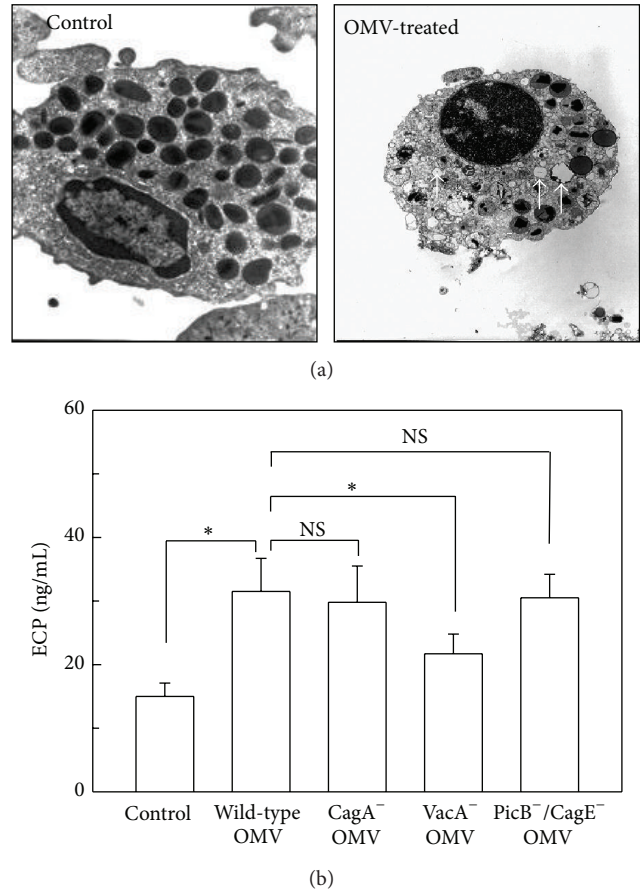 Control
OMV-treated
(a)
60
40
20
0
ECP (ng/mL)
*
NS
*
NS
Control
Wild-type
OMV
CagA⁻
OMV
VacA⁻
OMV
PicB⁻/CagE⁻
OMV
(b)